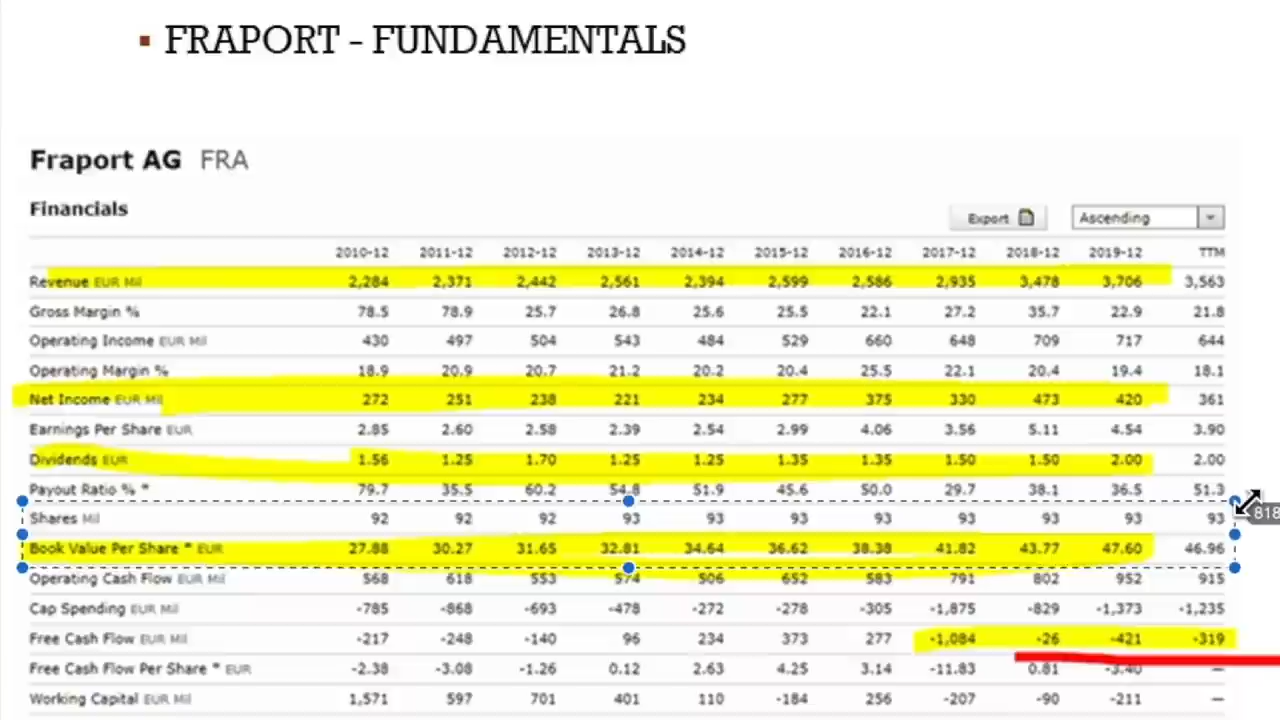 ▪ FRAPORT - FUNDAMENTALS
Fraport AG FRA
Financials
Export Ascending
2010-12 2011-12 2012-12 2013-12 2014-12 2015-12 2016-12 2017-12 2018-12 2019-12 TTM
Revenue EUR Mil 2,284 2,371 2,442 2,561 2,394 2,599 2,586 2,935 3,478 3,706 3,563
Gross Margin % 78.5 78.9 25.7 26.8 25.6 25.5 22.1 27.2 35.7 22.9 21.8
Operating Income EUR Mil 430 497 504 543 484 529 660 648 709 717 644
Operating Margin % 18.9 20.9 20.7 21.2 20.2 20.4 25.5 22.1 20.4 19.4 18.1
Net Income EUR Mil 272 251 238 221 234 277 375 330 473 420 361
Earnings Per Share EUR 2.85 2.60 2.58 2.39 2.54 2.99 4.06 3.56 5.11 4.54 3.90
Dividends EUR 1.56 1.25 1.70 1.25 1.25 1.35 1.35 1.50 1.50 2.00 2.00
Payout Ratio % * 79.7 35.5 60.2 54.8 51.9 45.6 50.0 29.7 38.1 36.5 51.3
Shares Mil 92 92 92 93 93 93 93 93 93 93 93
818
Book Value Per Share * EUR 27.88 30.27 31.65 32.81 34.64 36.62 38.38 41.82 43.77 47.60 46.96
Operating Cash Flow EUR Mil 568 618 553 574 506 652 583 791 802 952 915
Cap Spending EUR Mil -785 -868 -693 -478 -272 -278 -305 -1,875 -829 -1,373 -1,235
Free Cash Flow EUR Mil -217 -248 -140 96 234 373 277 -1,084 -26 -421 -319
Free Cash Flow Per Share * EUR -2.38 -3.08 -1.26 0.12 2.63 4.25 3.14 -11.83 0.81 -3.40 —
Working Capital EUR Mil 1,571 597 701 401 110 -184 256 -207 -90 -211 —